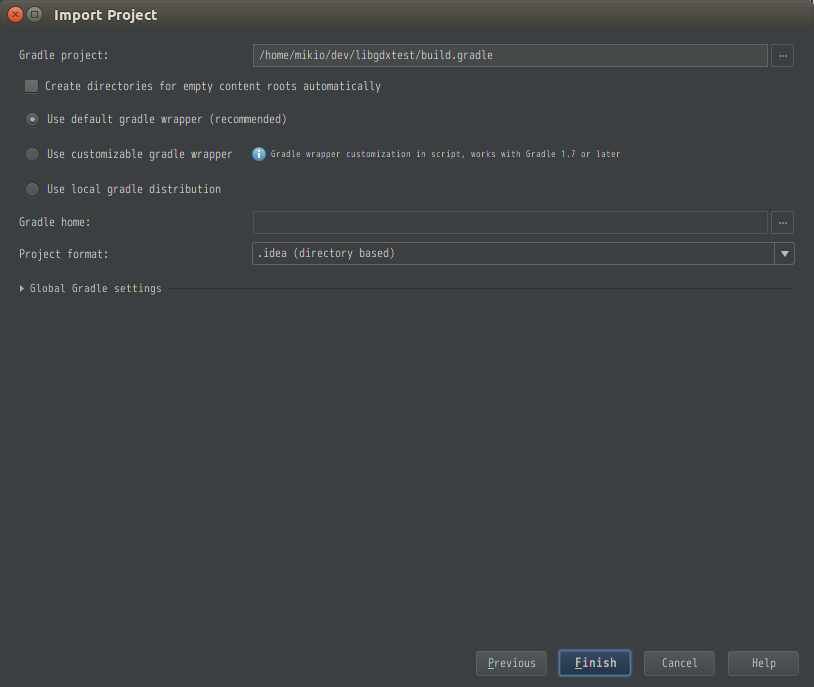 Import Project
Gradle project: /home/mikio/dev/libgdxtest/build.gradle ...
Create directories for empty content roots automatically
Use default gradle wrapper (recommended)
Use customizable gradle wrapper Gradle wrapper customization in script, works with Gradle 1.7 or later
Use local gradle distribution
Gradle home: ...
Project format: .idea (directory based)
Global Gradle settings
Previous Finish Cancel Help